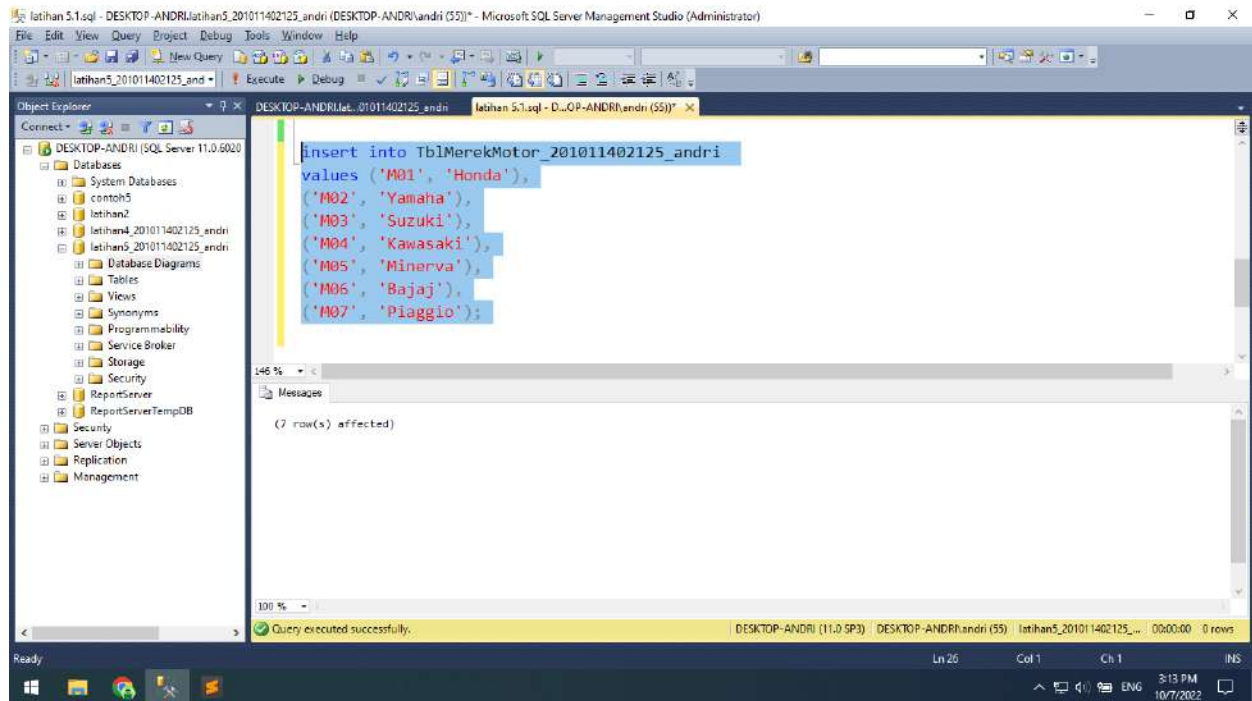 latihan 5.1.sql - DESKTOP-ANDRI.latihan5_201011402125_andri (DESKTOP-ANDRI\andri (55))* - Microsoft SQL Server Management Studio (Administrator)
File Edit View Query Project Debug Tools Window Help
New Query
latihan5_201011402125_and Execute Debug
Object Explorer
DESKTOP-ANDRI.lat...01011402125_andri
latihan 5.1.sql - D...OP-ANDRI\andri (55))*
Connect
DESKTOP-ANDRI (SQL Server 11.0.6020
Databases
System Databases
contoh5
latihan2
latihan4_201011402125_andri
latihan5_201011402125_andri
Database Diagrams
Tables
Views
Synonyms
Programmability
Service Broker
Storage
Security
ReportServer
ReportServerTempDB
Security
Server Objects
Replication
Management
insert into TblMerekMotor_201011402125_andri
values ('M01', 'Honda'),
('M02', 'Yamaha'),
('M03', 'Suzuki'),
('M04', 'Kawasaki'),
('M05', 'Minerva'),
('M06', 'Bajaj'),
('M07', 'Piaggio');
146 %
Messages
(7 row(s) affected)
100 %
Query executed successfully.
DESKTOP-ANDRI (11.0 SP3) DESKTOP-ANDRI\andri (55) latihan5_201011402125_... 00:00:00 0 rows
Ready
Ln 26 Col 1 Ch 1 INS
ENG
3:13 PM
10/7/2022